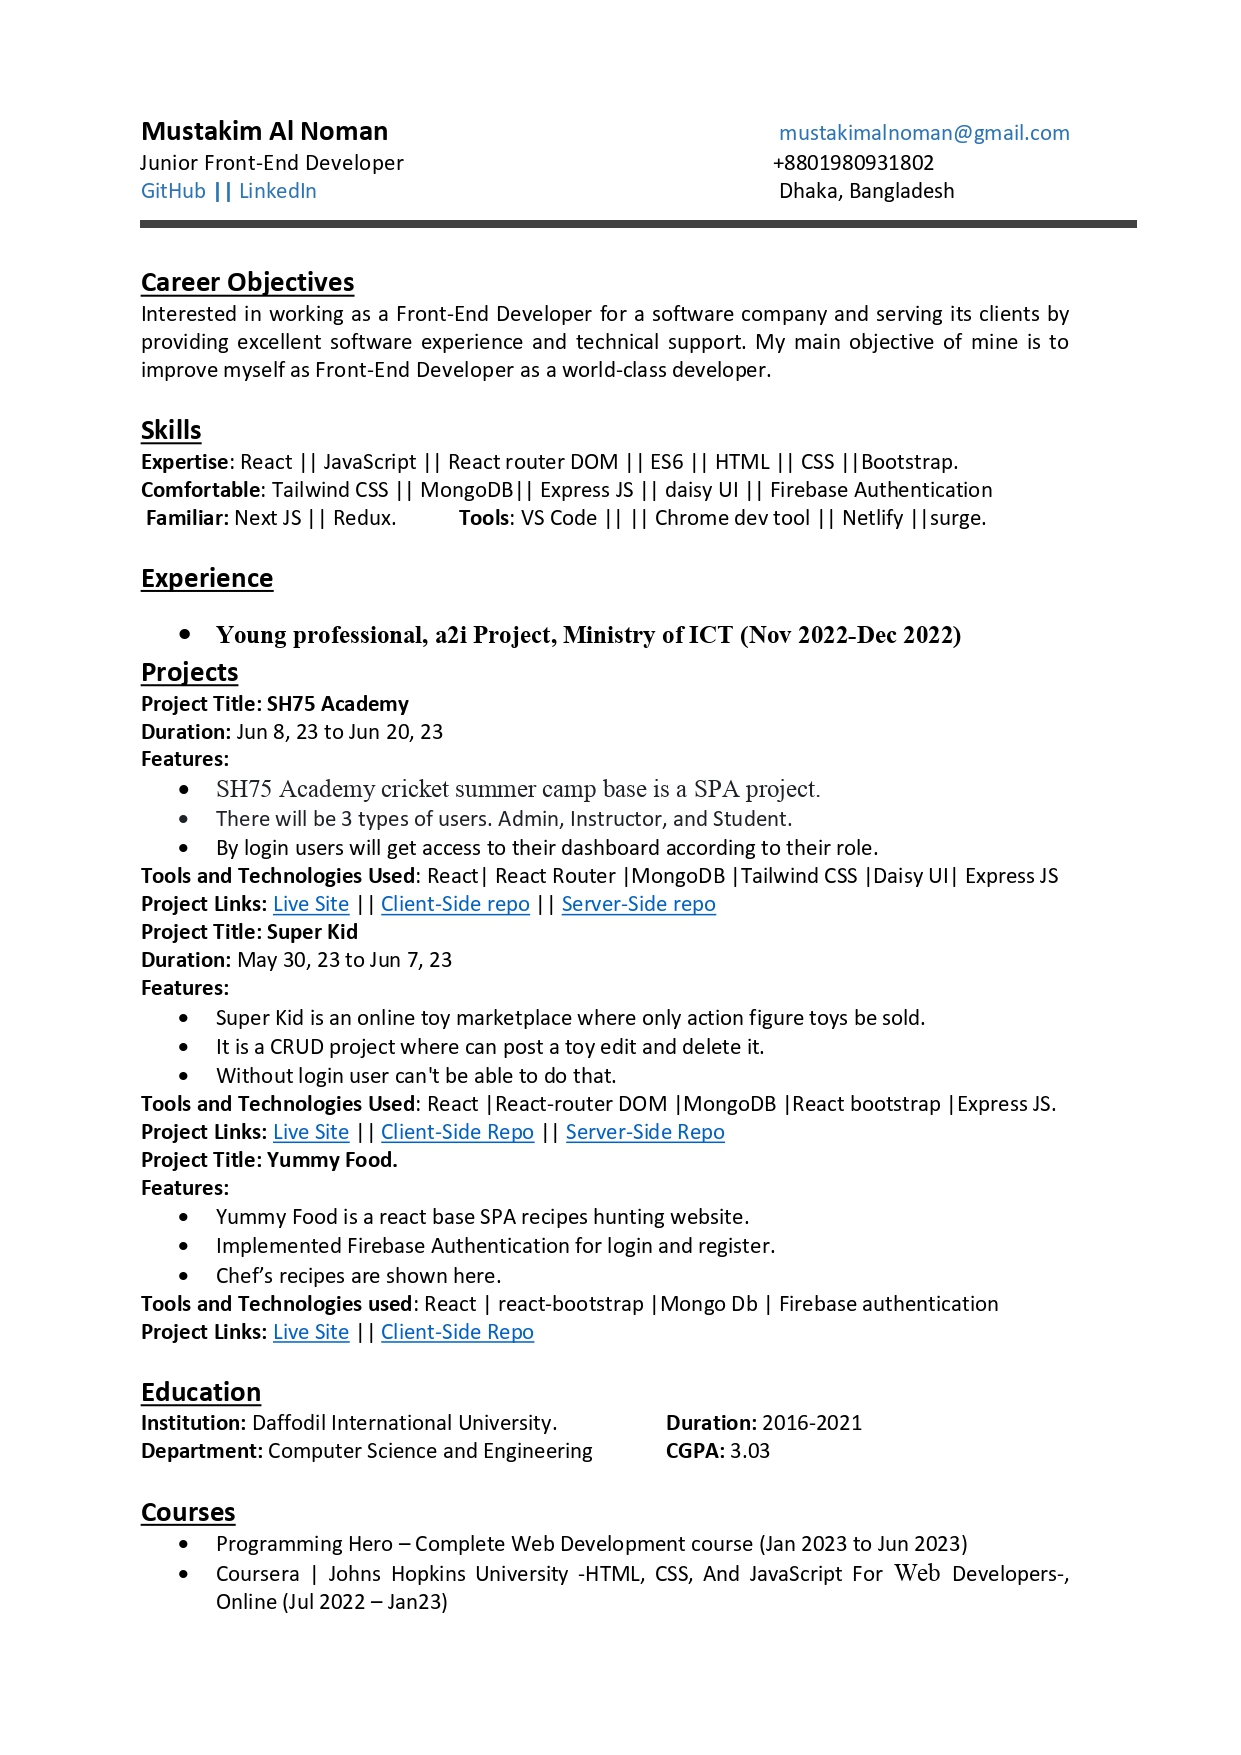 Mustakim Al Noman mustakimalnoman@gmail.com
Junior Front-End Developer +8801980931802
GitHub || LinkedIn Dhaka, Bangladesh
Career Objectives
Interested in working as a Front-End Developer for a software company and serving its clients by
providing excellent software experience and technical support. My main objective of mine is to
improve myself as Front-End Developer as a world-class developer.
Skills
Expertise: React || JavaScript || React router DOM || ES6 || HTML || CSS ||Bootstrap.
Comfortable: Tailwind CSS || MongoDB|| Express JS || daisy UI || Firebase Authentication
Familiar: Next JS || Redux. Tools: VS Code || || Chrome dev tool || Netlify ||surge.
Experience
• Young professional, a2i Project, Ministry of ICT (Nov 2022-Dec 2022)
Projects
Project Title: SH75 Academy
Duration: Jun 8, 23 to Jun 20, 23
Features:
• SH75 Academy cricket summer camp base is a SPA project.
• There will be 3 types of users. Admin, Instructor, and Student.
• By login users will get access to their dashboard according to their role.
Tools and Technologies Used: React| React Router |MongoDB |Tailwind CSS |Daisy UI| Express JS
Project Links: Live Site || Client-Side repo || Server-Side repo
Project Title: Super Kid
Duration: May 30, 23 to Jun 7, 23
Features:
• Super Kid is an online toy marketplace where only action figure toys be sold.
• It is a CRUD project where can post a toy edit and delete it.
• Without login user can't be able to do that.
Tools and Technologies Used: React |React-router DOM |MongoDB |React bootstrap |Express JS.
Project Links: Live Site || Client-Side Repo || Server-Side Repo
Project Title: Yummy Food.
Features:
• Yummy Food is a react base SPA recipes hunting website.
• Implemented Firebase Authentication for login and register.
• Chef’s recipes are shown here.
Tools and Technologies used: React | react-bootstrap |Mongo Db | Firebase authentication
Project Links: Live Site || Client-Side Repo
Education
Institution: Daffodil International University. Duration: 2016-2021
Department: Computer Science and Engineering CGPA: 3.03
Courses
• Programming Hero – Complete Web Development course (Jan 2023 to Jun 2023)
• Coursera | Johns Hopkins University -HTML, CSS, And JavaScript For Web Developers-,
Online (Jul 2022 – Jan23)